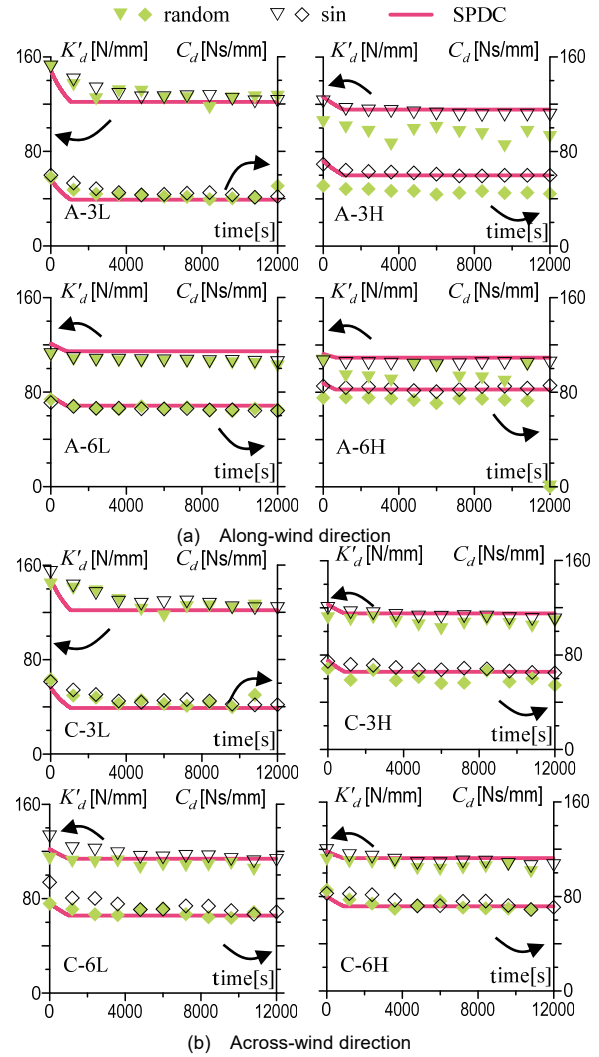 random sin SPDC
K'd [N/mm] Cd [Ns/mm] K'd [N/mm] Cd [Ns/mm]
160 160
80 80
A-3L A-3H
time[s] time[s]
0 0
0 4000 8000 12000 0 4000 8000 12000
K'd [N/mm] Cd [Ns/mm] K'd [N/mm] Cd [Ns/mm]
160 160
80 80
A-6L A-6H
time[s] time[s]
0 0
0 4000 8000 12000 0 4000 8000 12000
(a) Along-wind direction
K'd [N/mm] Cd [Ns/mm] K'd [N/mm] Cd [Ns/mm]
160 160
80 80
C-3L C-3H
time[s] time[s]
0 0
0 4000 8000 12000 0 4000 8000 12000
K'd [N/mm] Cd [Ns/mm] K'd [N/mm] Cd [Ns/mm]
160 160
80 80
C-6L C-6H
time[s] time[s]
0 0
0 4000 8000 12000 0 4000 8000 12000
(b) Across-wind direction